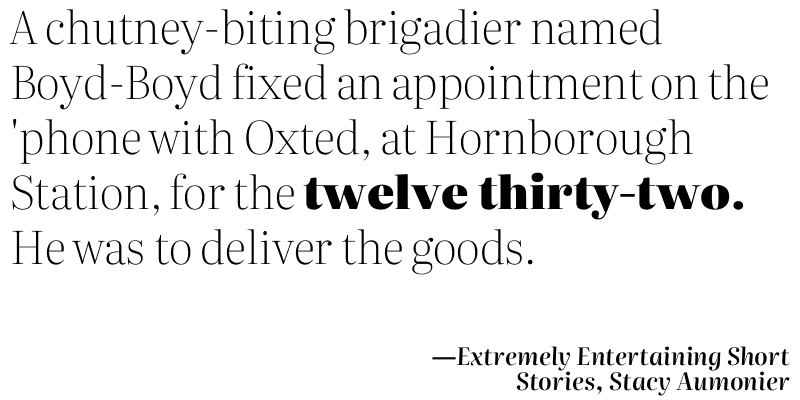 A chutney-biting brigadier named
Boyd-Boyd fixed an appointment on the
'phone with Oxted, at Hornborough
Station, for the twelve thirty-two.
He was to deliver the goods.
—Extremely Entertaining Short
Stories, Stacy Aumonier